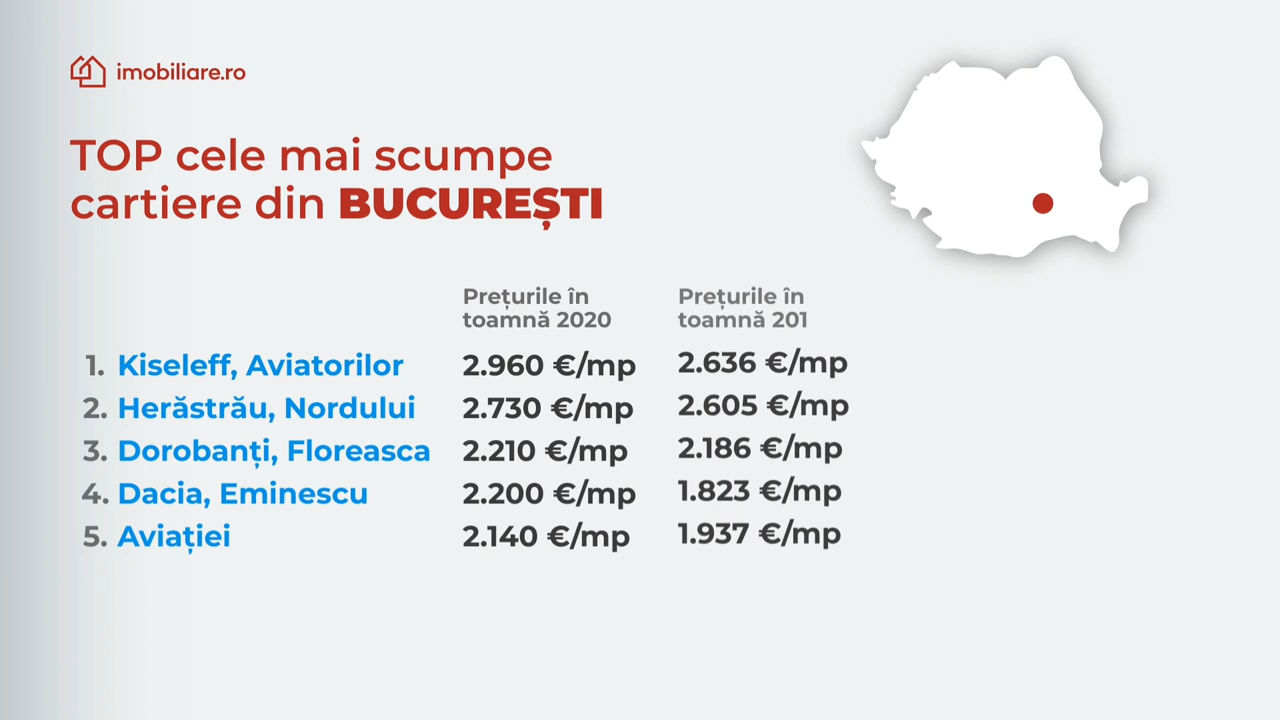 imobiliare.ro
TOP cele mai scumpe
cartiere din BUCUREȘTI
Prețurile în
toamnă 2020
Prețurile în
toamnă 201
1. Kiseleff, Aviatorilor 2.960 €/mp 2.636 €/mp
2. Herăstrău, Nordului 2.730 €/mp 2.605 €/mp
3. Dorobanți, Floreasca 2.210 €/mp 2.186 €/mp
4. Dacia, Eminescu 2.200 €/mp 1.823 €/mp
5. Aviației 2.140 €/mp 1.937 €/mp